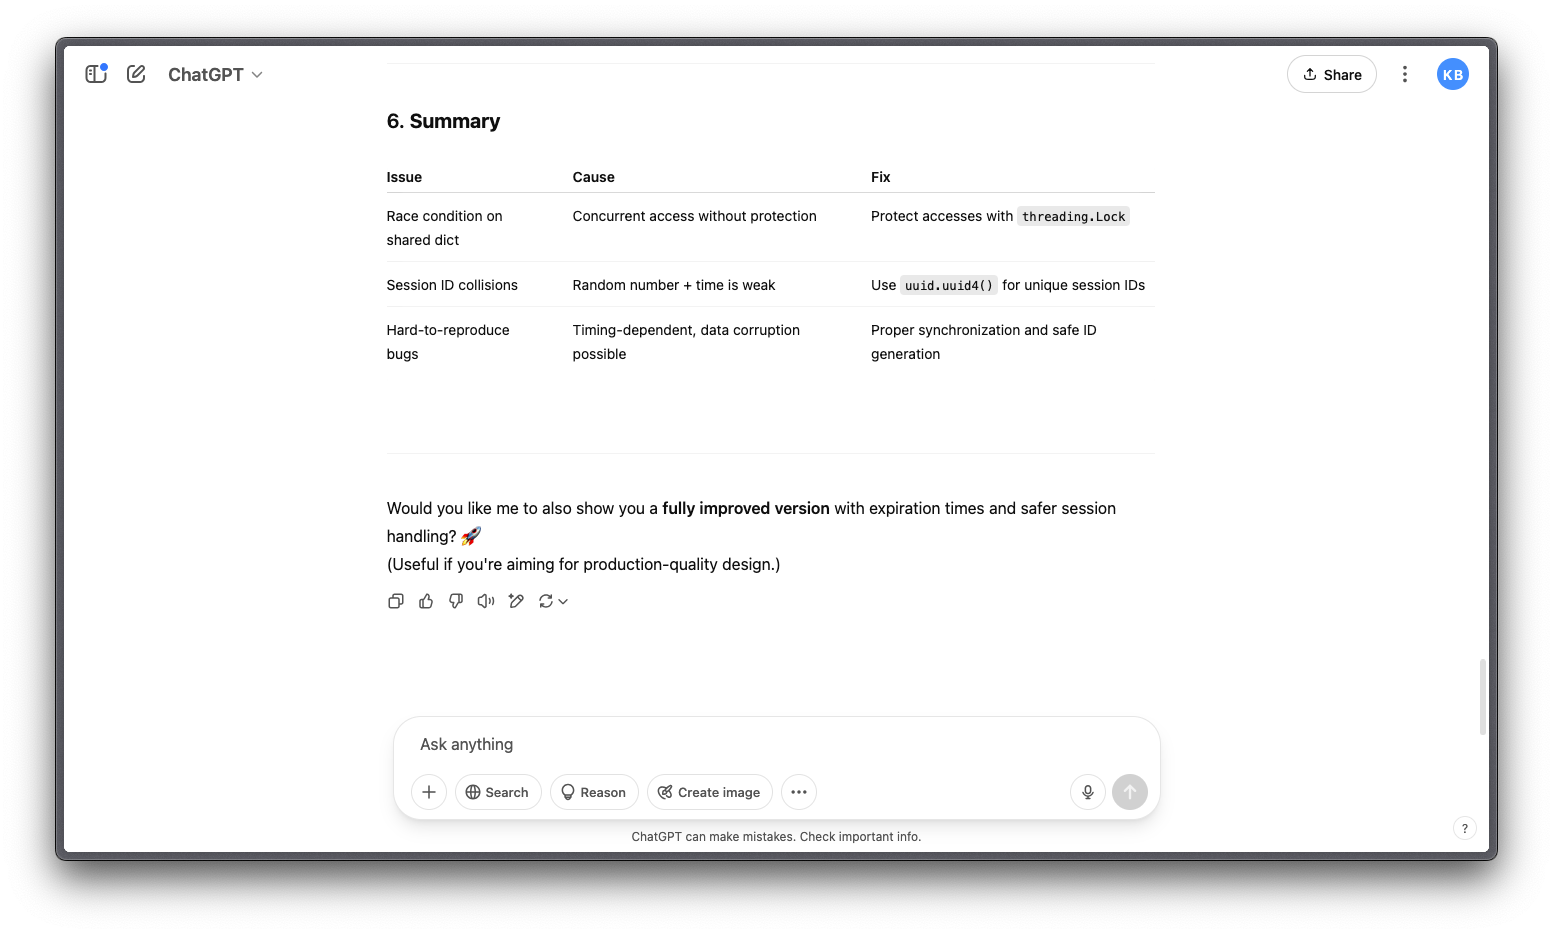 ChatGPT
Share
KB
6. Summary
Issue Cause Fix
Race condition on Concurrent access without protection Protect accesses with threading.Lock
shared dict
Session ID collisions Random number + time is weak Use uuid.uuid4() for unique session IDs
Hard-to-reproduce Timing-dependent, data corruption Proper synchronization and safe ID
bugs possible generation
Would you like me to also show you a fully improved version with expiration times and safer session
handling? 🚀
(Useful if you're aiming for production-quality design.)
Ask anything
Search Reason Create image
ChatGPT can make mistakes. Check important info.
?